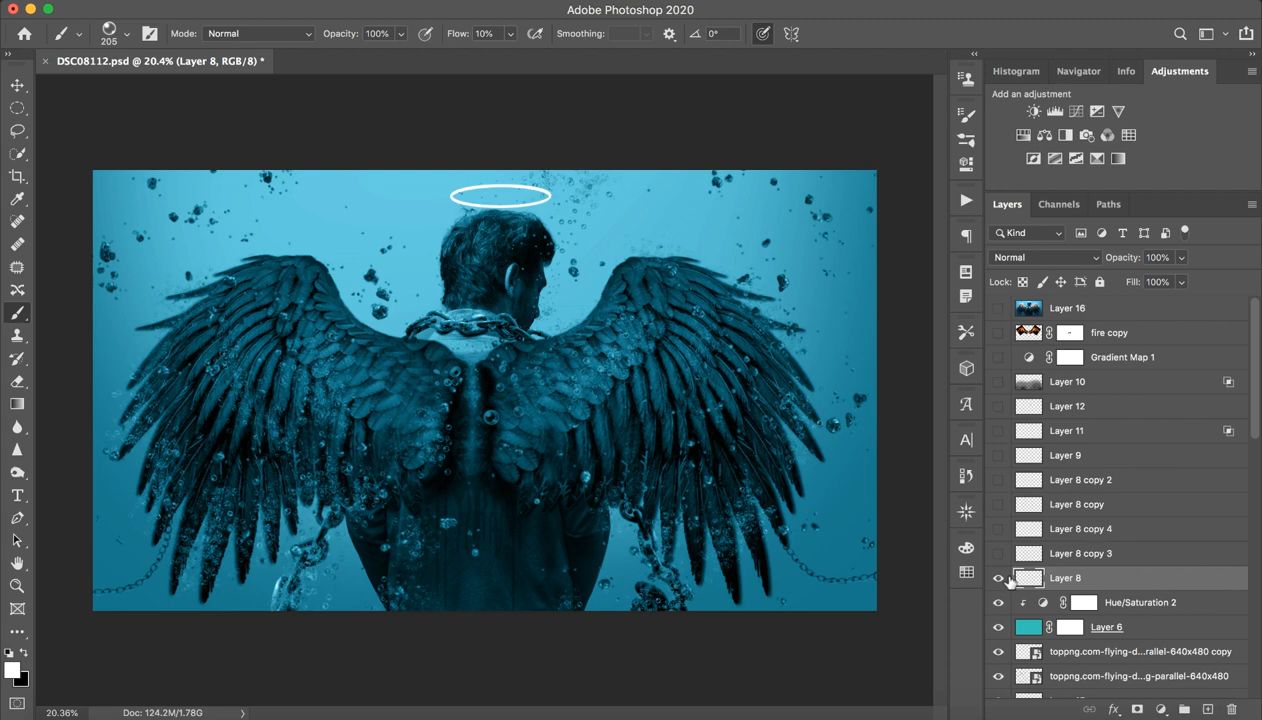 Adobe Photoshop 2020
205
Mode: Normal Opacity: 100% Flow: 10% Smoothing: 0°
DSC08112.psd @ 20.4% (Layer 8, RGB/8) *
Histogram Navigator Info Adjustments
Add an adjustment
Layers Channels Paths
Kind
Normal Opacity: 100%
Lock: Fill: 100%
Layer 16
fire copy
Gradient Map 1
Layer 10
Layer 12
Layer 11
Layer 9
Layer 8 copy 2
Layer 8 copy
Layer 8 copy 4
Layer 8 copy 3
Layer 8
Hue/Saturation 2
Layer 6
toppng.com-flying-d...rallel-640x480 copy
toppng.com-flying-d...g-parallel-640x480
20.36% Doc: 124.2M/1.78G